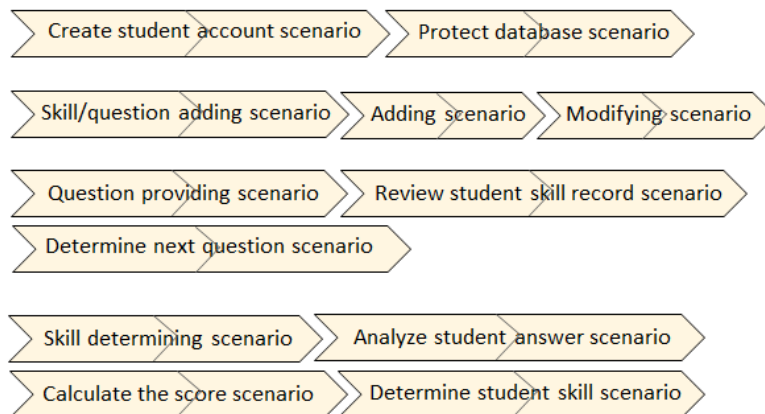 Create student account scenario Protect database scenario
Skill/question adding scenario Adding scenario Modifying scenario
Question providing scenario Review student skill record scenario
Determine next question scenario
Skill determining scenario Analyze student answer scenario
Calculate the score scenario Determine student skill scenario